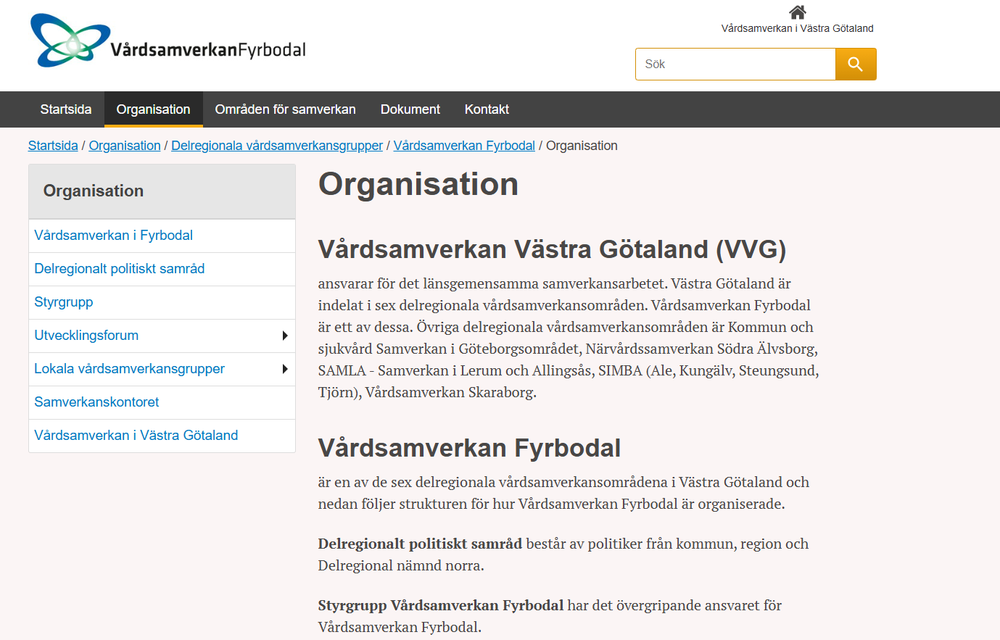 VårdsamverkanFyrbodal
Vårdsamverkan i Västra Götaland
Sök
Startsida Organisation Områden för samverkan Dokument Kontakt
Startsida / Organisation / Delregionala vårdsamverkansgrupper / Vårdsamverkan Fyrbodal / Organisation
Organisation
Vårdsamverkan i Fyrbodal
Delregionalt politiskt samråd
Styrgrupp
Utvecklingsforum
Lokala vårdsamverkansgrupper
Samverkanskontoret
Vårdsamverkan i Västra Götaland
Organisation
Vårdsamverkan Västra Götaland (VVG)
ansvarar för det länsgemensamma samverkansarbetet. Västra Götaland är
indelat i sex delregionala vårdsamverkansområden. Vårdsamverkan Fyrbodal
är ett av dessa. Övriga delregionala vårdsamverkansområden är Kommun och
sjukvård Samverkan i Göteborgsområdet, Närvårdssamverkan Södra Älvsborg,
SAMLA - Samverkan i Lerum och Allingsås, SIMBA (Ale, Kungälv, Steungsund,
Tjörn), Vårdsamverkan Skaraborg.
Vårdsamverkan Fyrbodal
är en av de sex delregionala vårdsamverkansområdena i Västra Götaland och
nedan följer strukturen för hur Vårdsamverkan Fyrbodal är organiserade.
Delregionalt politiskt samråd består av politiker från kommun, region och
Delregional nämnd norra.
Styrgrupp Vårdsamverkan Fyrbodal har det övergripande ansvaret för
Vårdsamverkan Fyrbodal.